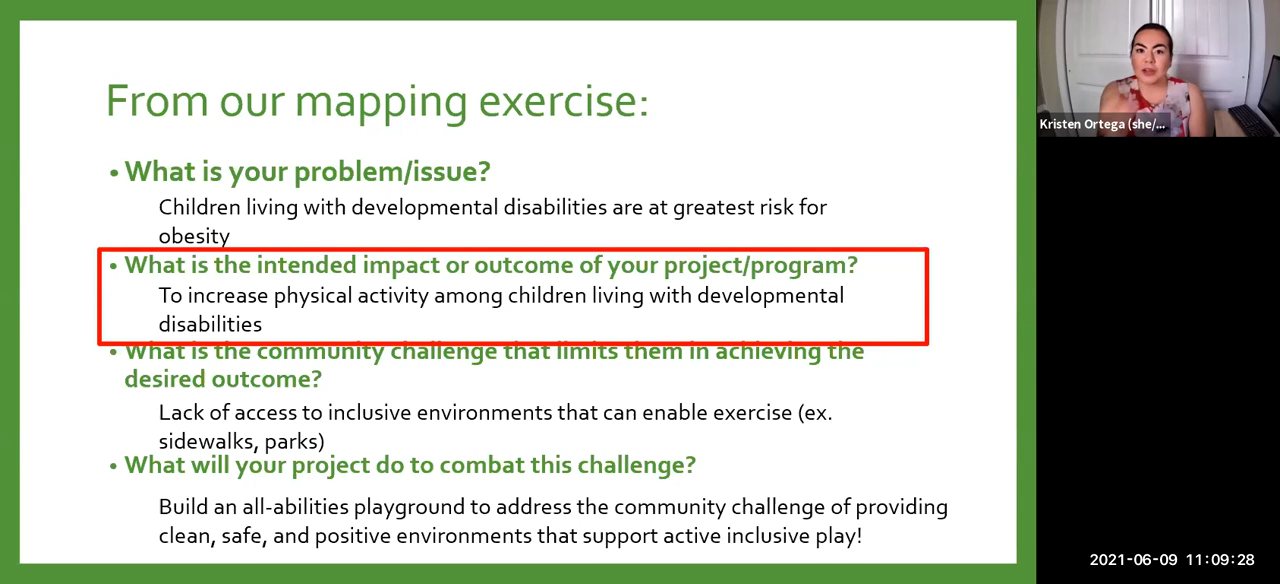 From our mapping exercise:
• What is your problem/issue?
Children living with developmental disabilities are at greatest risk for
obesity
• What is the intended impact or outcome of your project/program?
To increase physical activity among children living with developmental
disabilities
• What is the community challenge that limits them in achieving the
desired outcome?
Lack of access to inclusive environments that can enable exercise (ex.
sidewalks, parks)
• What will your project do to combat this challenge?
Build an all-abilities playground to address the community challenge of providing
clean, safe, and positive environments that support active inclusive play!
Kristen Ortega (she/...
2021-06-09 11:09:28